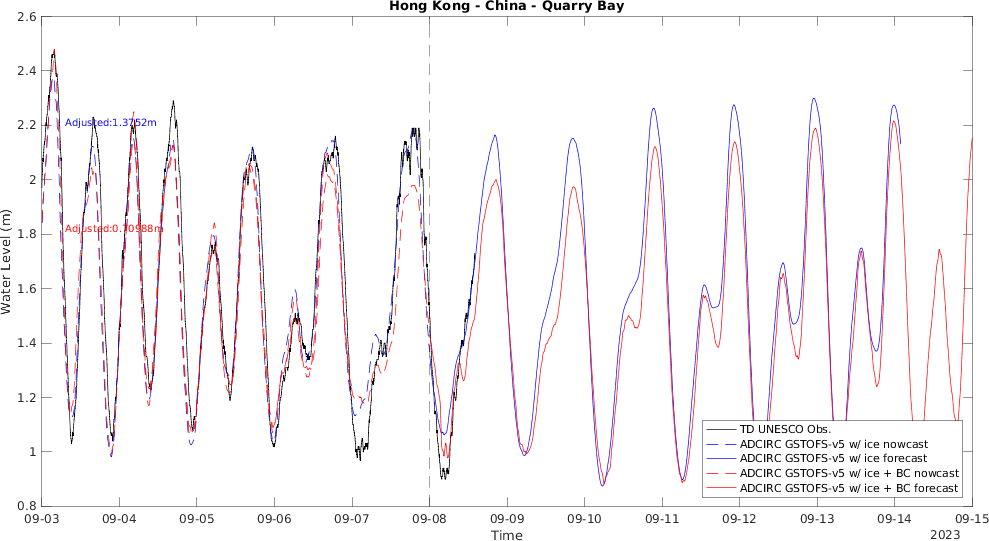 Hong Kong - China - Quarry Bay
Water Level (m)
2.6
2.4
2.2
2
1.8
1.6
1.4
1.2
1
0.8
Adjusted:1.3752m
Adjusted:0.70988m
TD UNESCO Obs.
ADCIRC GSTOFS-v5 w/ ice nowcast
ADCIRC GSTOFS-v5 w/ ice forecast
ADCIRC GSTOFS-v5 w/ ice + BC nowcast
ADCIRC GSTOFS-v5 w/ ice + BC forecast
09-03 09-04 09-05 09-06 09-07 09-08 09-09 09-10 09-11 09-12 09-13 09-14 09-15
Time
2023